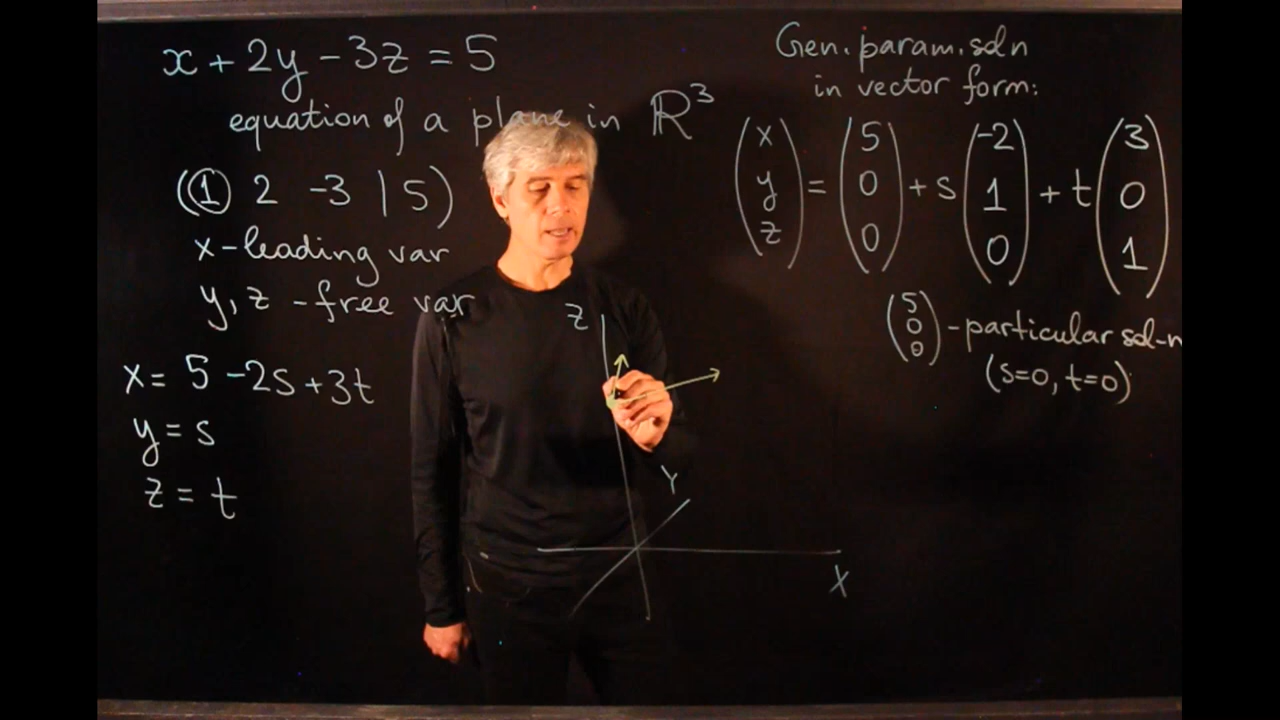 x + 2y - 3z = 5
equation of a plane in ℝ³
(① 2 -3 | 5)
x - leading var
y, z - free var
x = 5 - 2s + 3t
y = s
z = t
Z
Y
X
Gen. param. soln
in vector form:
(x y z) = (5 0 0) + s (-2 1 0) + t (3 0 1)
(5 0 0) - particular sol-n
(s=0, t=0)